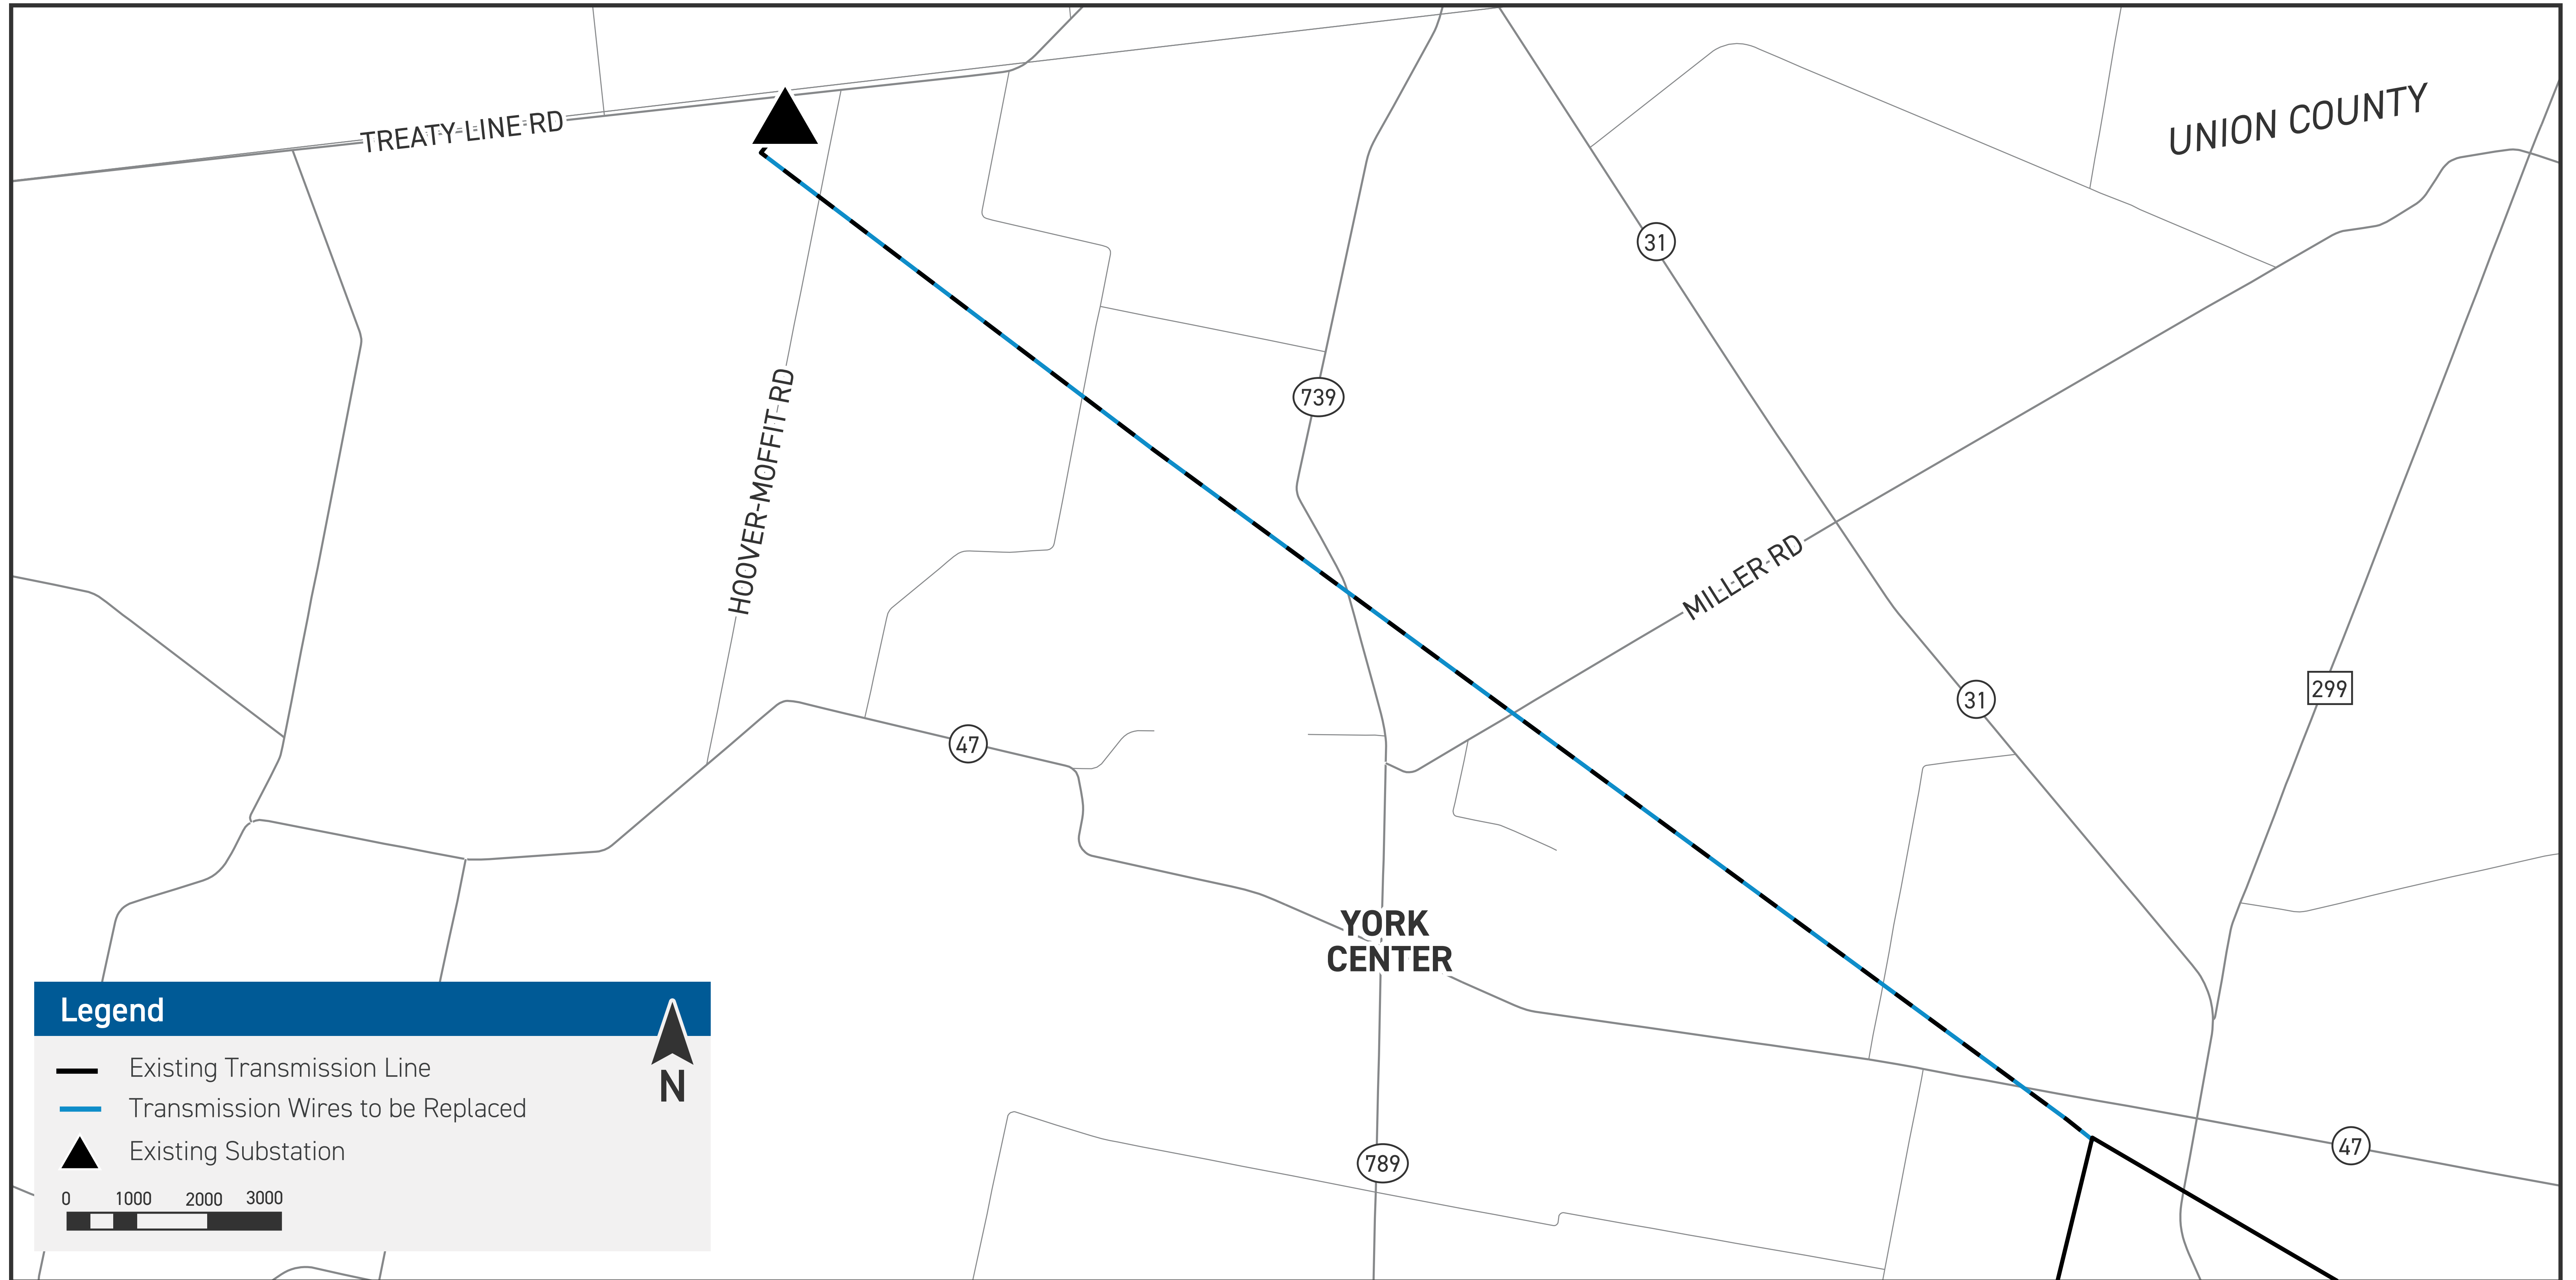 TREATY LINE RD
UNION COUNTY
31
HOOVER-MOFFIT RD
739
MILLER RD
31
299
47
YORK
CENTER
47
789
Legend
Existing Transmission Line
Transmission Wires to be Replaced
Existing Substation
N
0 1000 2000 3000